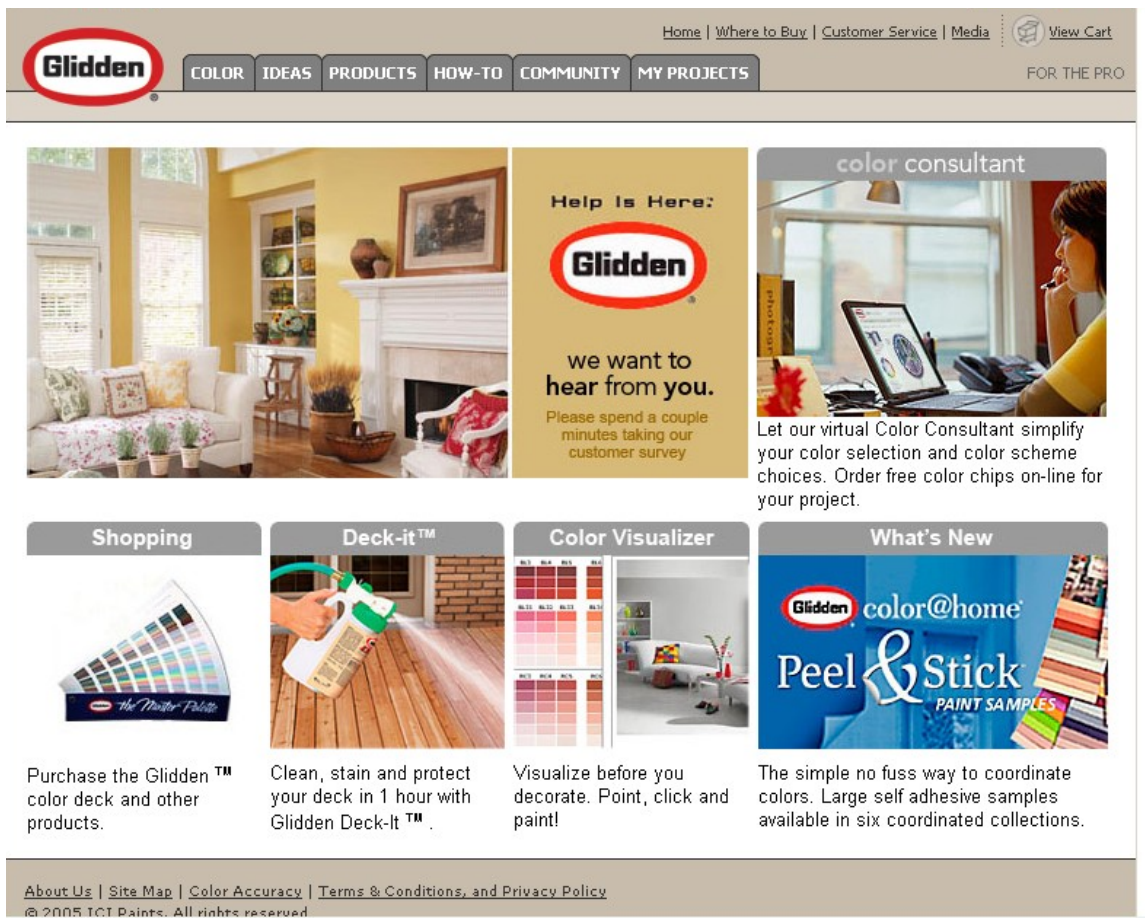 Home | Where to Buy | Customer Service | Media
View Cart
Glidden
®
COLOR
IDEAS
PRODUCTS
HOW-TO
COMMUNITY
MY PROJECTS
FOR THE PRO
Help Is Here.
Glidden
we want to
hear from you.
Please spend a couple
minutes taking our
customer survey
color consultant
photogr
Let our virtual Color Consultant simplify
your color selection and color scheme
choices. Order free color chips on-line for
your project.
Shopping
the Master Palette
Purchase the Glidden ™
color deck and other
products.
Deck-it™
Clean, stain and protect
your deck in 1 hour with
Glidden Deck-It ™ .
Color Visualizer
Visualize before you
decorate. Point, click and
paint!
What's New
Glidden color@home
Peel & Stick
PAINT SAMPLES
The simple no fuss way to coordinate
colors. Large self adhesive samples
available in six coordinated collections.
About Us | Site Map | Color Accuracy | Terms & Conditions, and Privacy Policy
© 2005 ICI Paints. All rights reserved